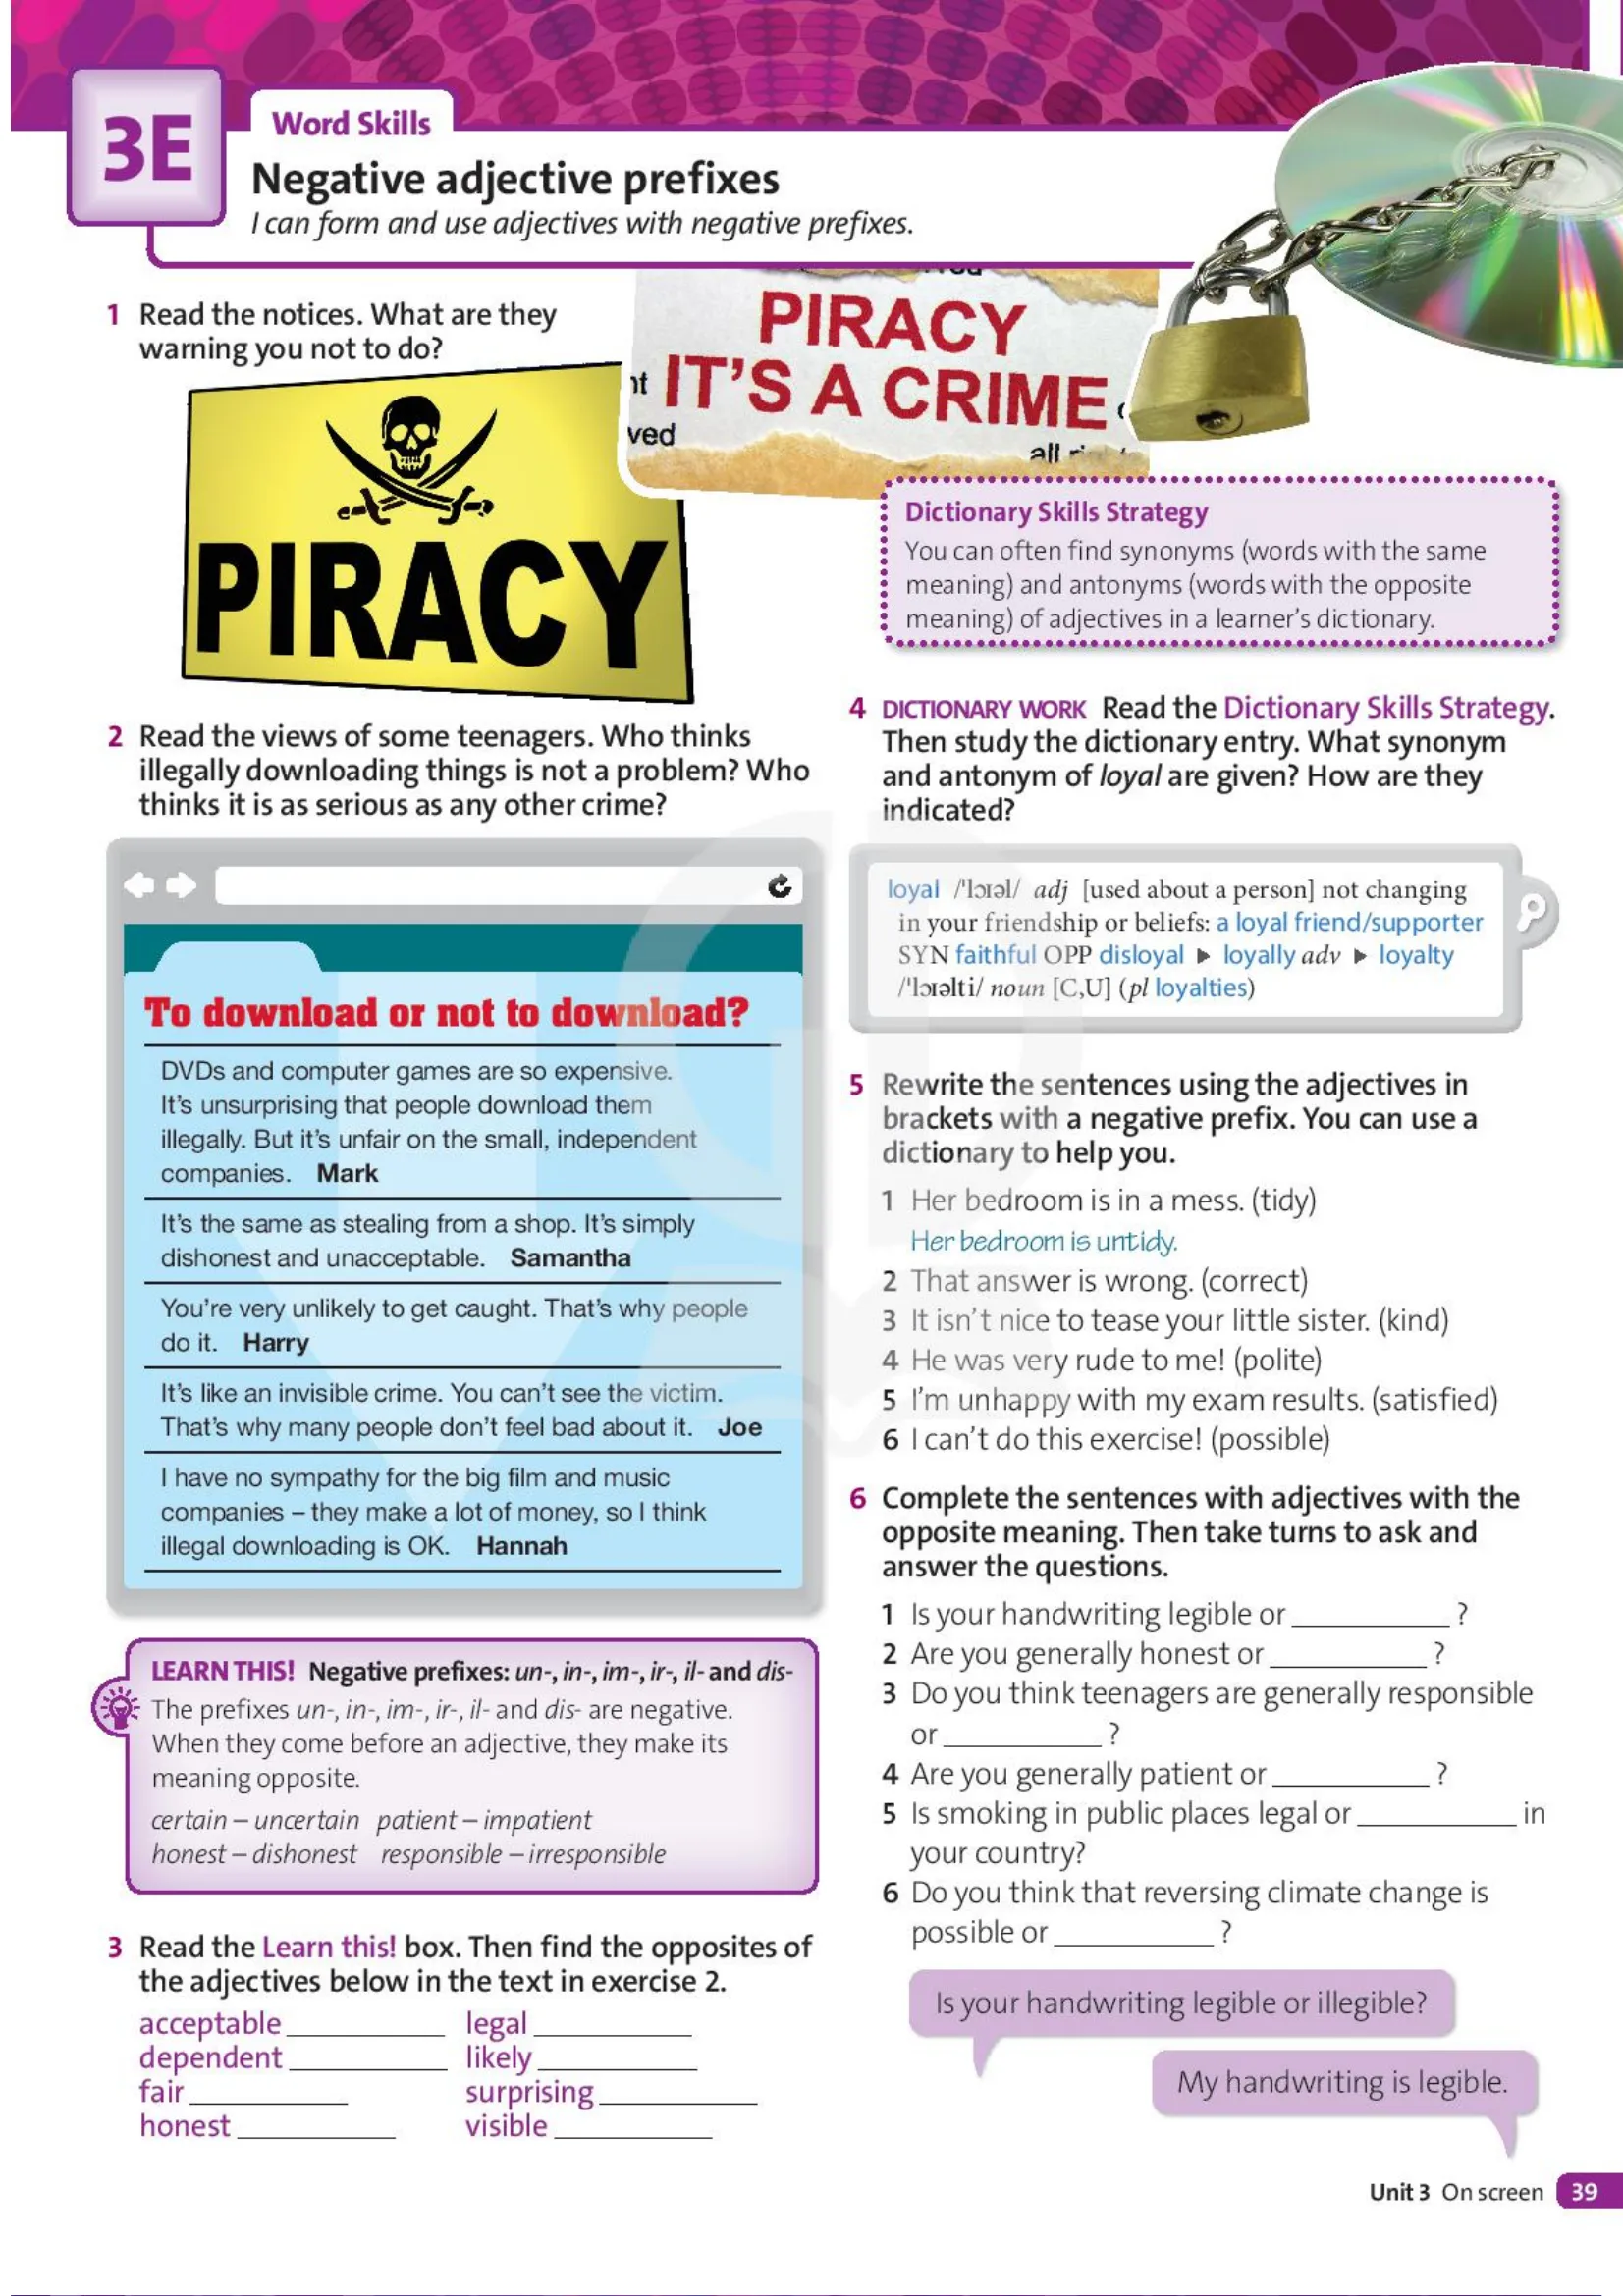 3E
Word Skills
Negative adjective prefixes
I can form and use adjectives with negative prefixes.
1 Read the notices. What are they
warning you not to do?
PIRACY
IT'S A CRIME
ved
all
PIRACY
2 Read the views of some teenagers. Who thinks
illegally downloading things is not a problem? Who
thinks it is as serious as any other crime?
To download or not to download?
DVDs and computer games are so expensive.
It's unsurprising that people download them
illegally. But it's unfair on the small, independent
companies. Mark
It's the same as stealing from a shop. It's simply
dishonest and unacceptable. Samantha
You're very unlikely to get caught. That's why people
do it. Harry
It's like an invisible crime. You can't see the victim.
That's why many people don't feel bad about it. Joe
I have no sympathy for the big film and music
companies – they make a lot of money, so I think
illegal downloading is OK. Hannah
LEARN THIS! Negative prefixes: un-, in-, im-, ir-, il- and dis-
The prefixes un-, in-, im-, ir-, il- and dis- are negative.
When they come before an adjective, they make its
meaning opposite.
certain – uncertain patient – impatient
honest – dishonest responsible – irresponsible
3 Read the Learn this! box. Then find the opposites of
the adjectives below in the text in exercise 2.
acceptable ____________ legal ____________
dependent ____________ likely ____________
fair ____________ surprising ____________
honest ____________ visible ____________
Dictionary Skills Strategy
You can often find synonyms (words with the same
meaning) and antonyms (words with the opposite
meaning) of adjectives in a learner's dictionary.
4 DICTIONARY WORK Read the Dictionary Skills Strategy.
Then study the dictionary entry. What synonym
and antonym of loyal are given? How are they
indicated?
loyal /ˈlɔɪəl/ adj [used about a person] not changing
in your friendship or beliefs: a loyal friend/supporter
SYN faithful OPP disloyal ▶ loyally adv ▶ loyalty
/ˈlɔɪəlti/ noun [C,U] (pl loyalties)
5 Rewrite the sentences using the adjectives in
brackets with a negative prefix. You can use a
dictionary to help you.
1 Her bedroom is in a mess. (tidy)
Her bedroom is untidy.
2 That answer is wrong. (correct)
3 It isn't nice to tease your little sister. (kind)
4 He was very rude to me! (polite)
5 I'm unhappy with my exam results. (satisfied)
6 I can't do this exercise! (possible)
6 Complete the sentences with adjectives with the
opposite meaning. Then take turns to ask and
answer the questions.
1 Is your handwriting legible or ____________ ?
2 Are you generally honest or ____________ ?
3 Do you think teenagers are generally responsible
or ____________ ?
4 Are you generally patient or ____________ ?
5 Is smoking in public places legal or ____________ in
your country?
6 Do you think that reversing climate change is
possible or ____________ ?
Is your handwriting legible or illegible?
My handwriting is legible.
Unit 3 On screen 39